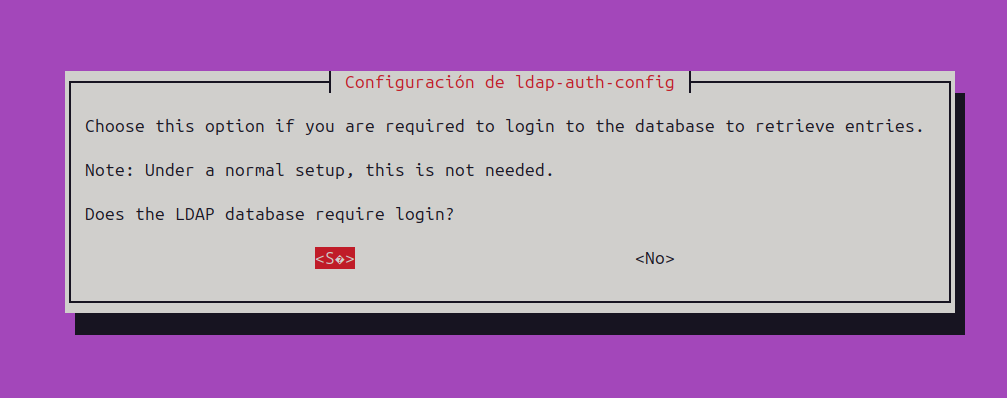 Configuración de ldap-auth-config
Choose this option if you are required to login to the database to retrieve entries.
Note: Under a normal setup, this is not needed.
Does the LDAP database require login?
<S�> <No>